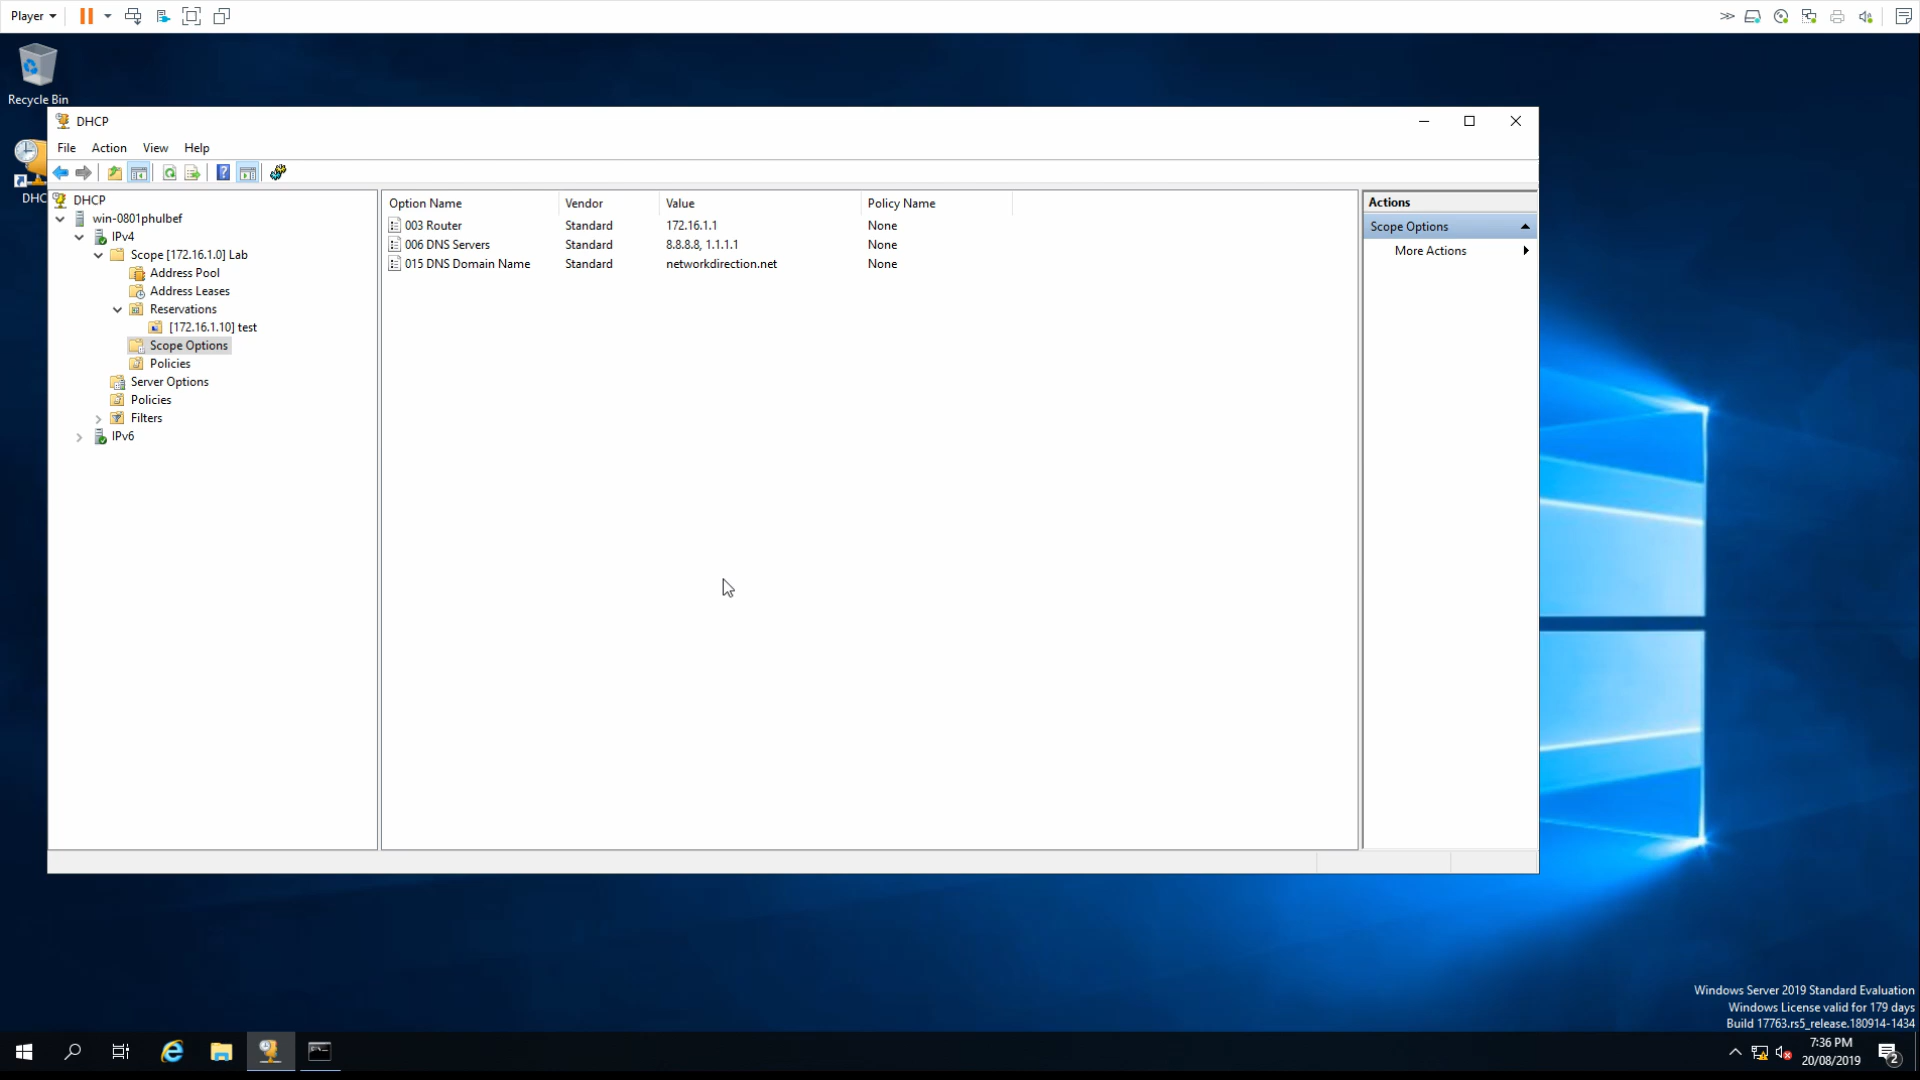 Player
Recycle Bin
DHC
DHCP
File Action View Help
DHCP
win-0801phulbef
IPv4
Scope [172.16.1.0] Lab
Address Pool
Address Leases
Reservations
[172.16.1.10] test
Scope Options
Policies
Server Options
Policies
Filters
IPv6
Option Name Vendor Value Policy Name
003 Router Standard 172.16.1.1 None
006 DNS Servers Standard 8.8.8.8, 1.1.1.1 None
015 DNS Domain Name Standard networkdirection.net None
Actions
Scope Options
More Actions
Windows Server 2019 Standard Evaluation
Windows License valid for 179 days
Build 17763.rs5_release.180914-1434
7:36 PM
20/08/2019
2